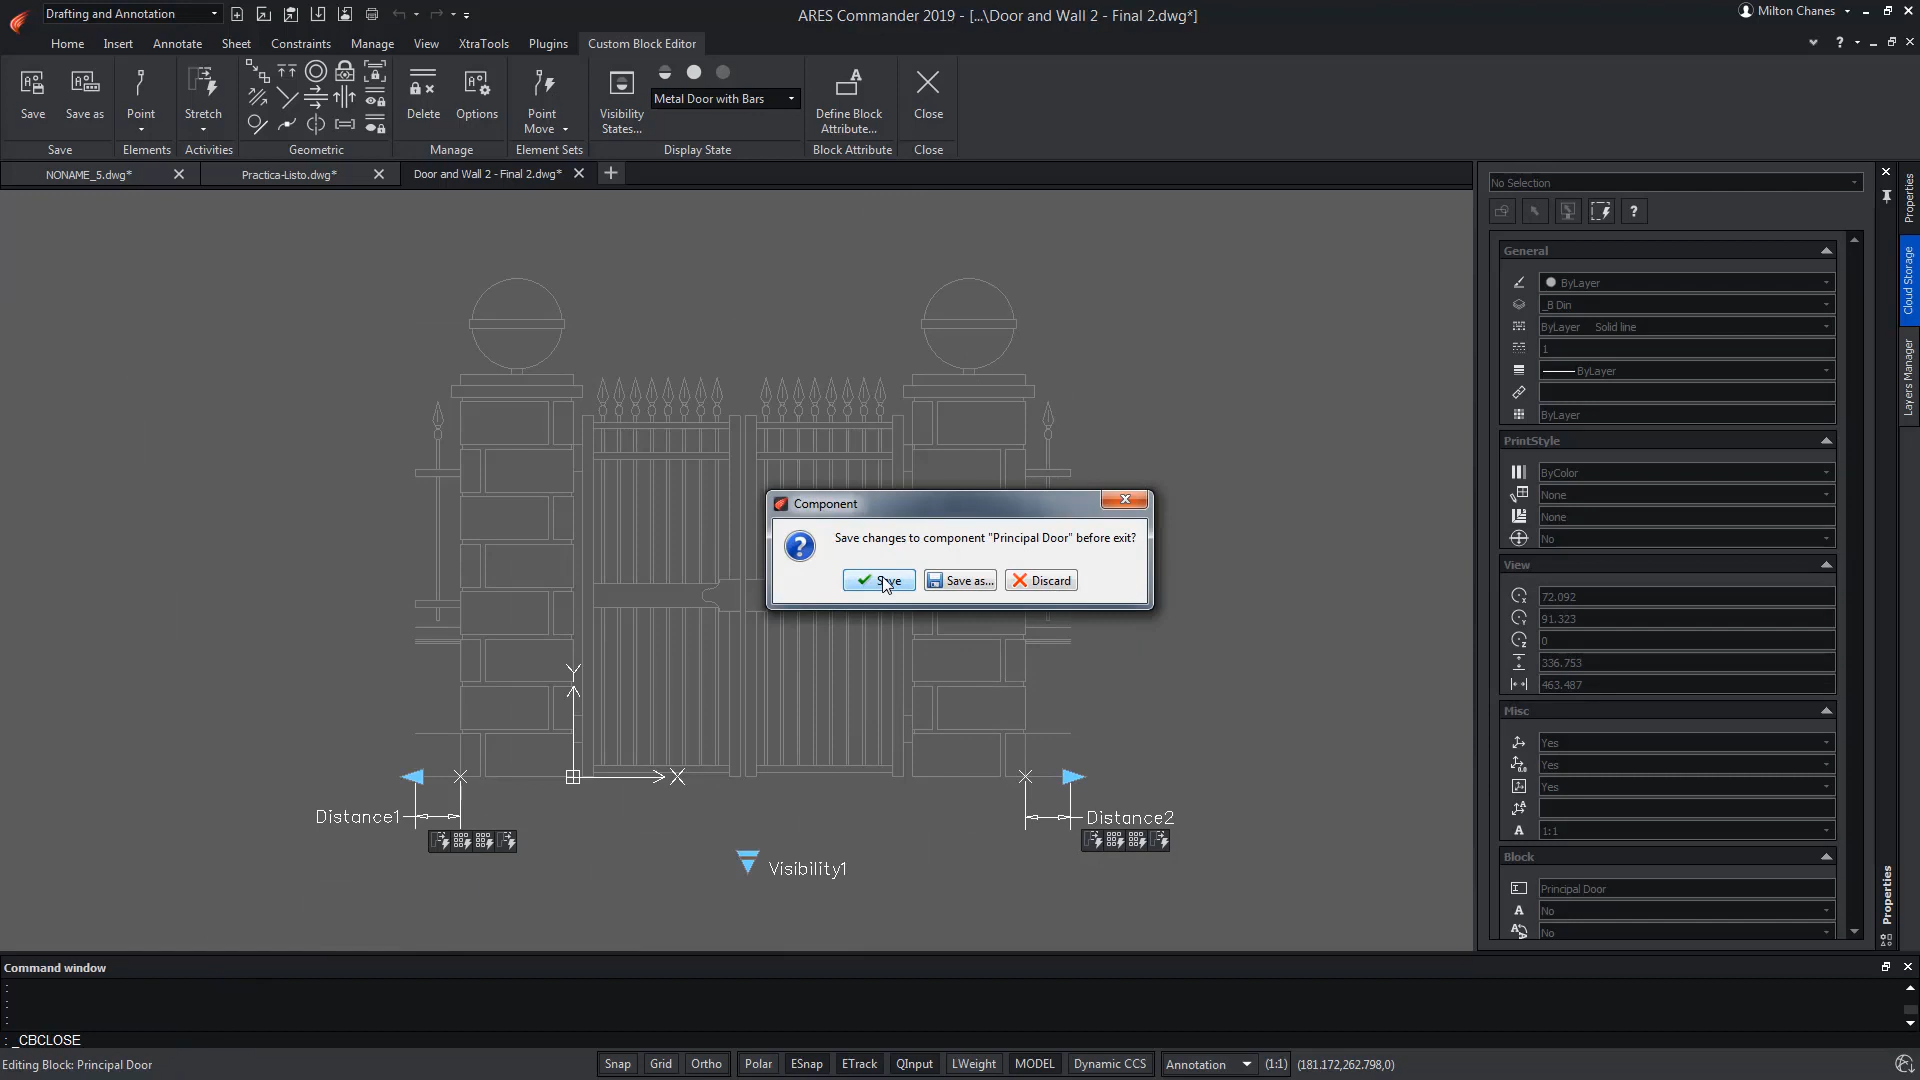 Drafting and Annotation
ARES Commander 2019 - [...\Door and Wall 2 - Final 2.dwg*]
Milton Chanes
Home Insert Annotate Sheet Constraints Manage View XtraTools Plugins Custom Block Editor
Save Save as Point Stretch Delete Options Point Move Visibility States... Metal Door with Bars Define Block Attribute... Close
Save Elements Activities Geometric Manage Element Sets Display State Block Attribute Close
NONAME_5.dwg* Practica-Listo.dwg* Door and Wall 2 - Final 2.dwg*
No Selection
General
ByLayer
_B Din
ByLayer Solid line
1
ByLayer
ByLayer
PrintStyle
ByColor
None
None
No
View
72.092
91.323
0
336.753
463.487
Misc
Yes
Yes
Yes
1:1
Block
Principal Door
No
No
Properties
Cloud Storage
Layers Manager
Properties
Component
Save changes to component "Principal Door" before exit?
Save Save as... Discard
Y
X
Distance1
Distance2
Visibility1
Command window
:
:
:
: _CBCLOSE
Editing Block: Principal Door
Snap Grid Ortho Polar ESnap ETrack QInput LWeight MODEL Dynamic CCS Annotation (1:1) (181.172,262.798,0)